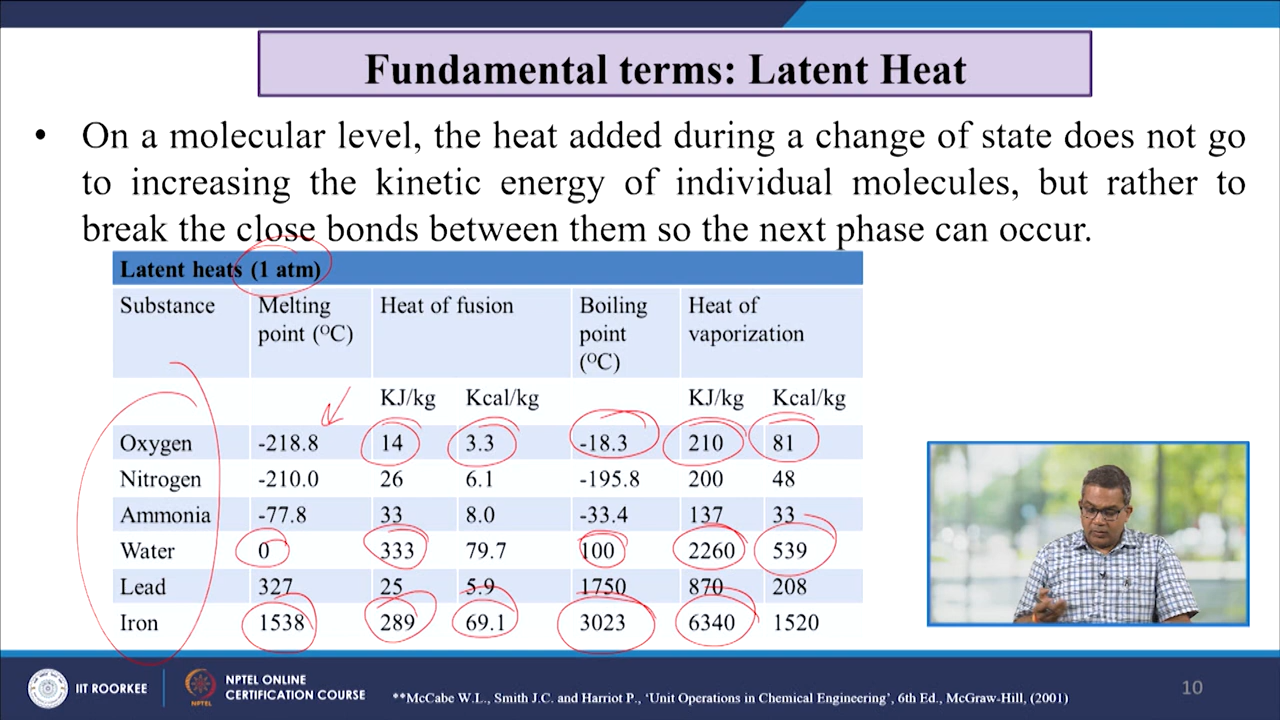 Fundamental terms: Latent Heat
• On a molecular level, the heat added during a change of state does not go
to increasing the kinetic energy of individual molecules, but rather to
break the close bonds between them so the next phase can occur.
Latent heats (1 atm)
Substance Melting point (⁰C) Heat of fusion Boiling point (⁰C) Heat of vaporization
KJ/kg Kcal/kg KJ/kg Kcal/kg
Oxygen -218.8 14 3.3 -18.3 210 81
Nitrogen -210.0 26 6.1 -195.8 200 48
Ammonia -77.8 33 8.0 -33.4 137 33
Water 0 333 79.7 100 2260 539
Lead 327 25 5.9 1750 870 208
Iron 1538 289 69.1 3023 6340 1520
IIT ROORKEE
NPTEL
NPTEL ONLINE
CERTIFICATION COURSE
**McCabe W.L., Smith J.C. and Harriot P., ‘Unit Operations in Chemical Engineering’, 6th Ed., McGraw-Hill, (2001)
10